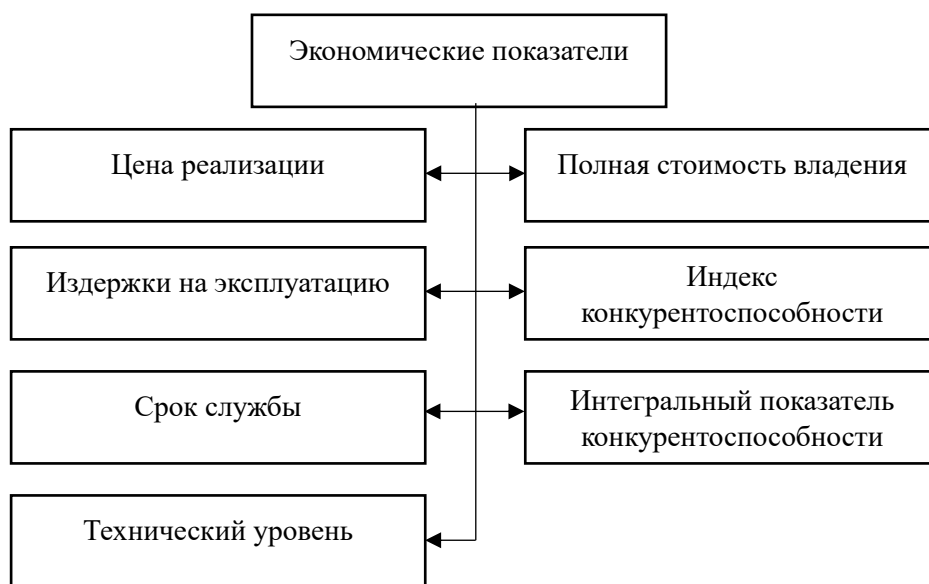 Экономические показатели
Цена реализации
Полная стоимость владения
Издержки на эксплуатацию
Индекс
конкурентоспособности
Срок службы
Интегральный показатель
конкурентоспособности
Технический уровень